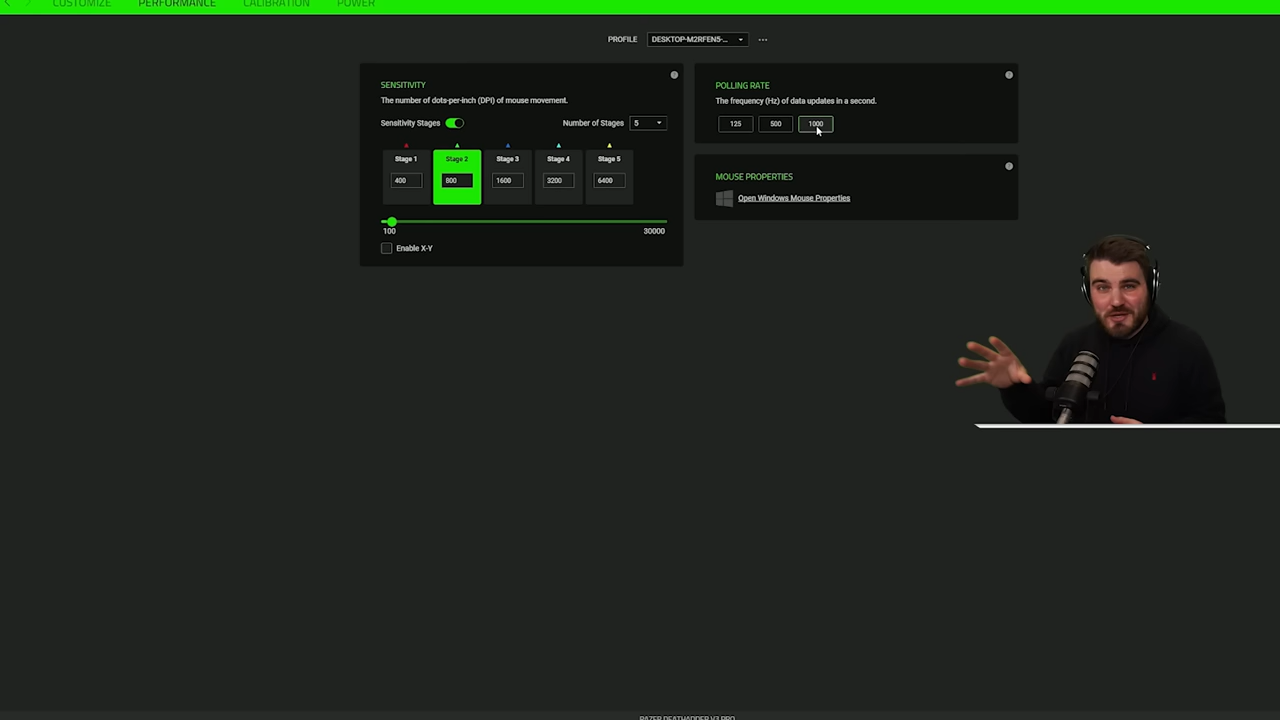 CUSTOMIZE PERFORMANCE CALIBRATION POWER
PROFILE DESKTOP-M2RFEN5-... ...
SENSITIVITY
The number of dots-per-inch (DPI) of mouse movement.
Sensitivity Stages Number of Stages 5
Stage 1 Stage 2 Stage 3 Stage 4 Stage 5
400 800 1600 3200 6400
100 30000
Enable X-Y
POLLING RATE
The frequency (Hz) of data updates in a second.
125 500 1000
MOUSE PROPERTIES
Open Windows Mouse Properties
RAZER DEATHADDER V3 PRO